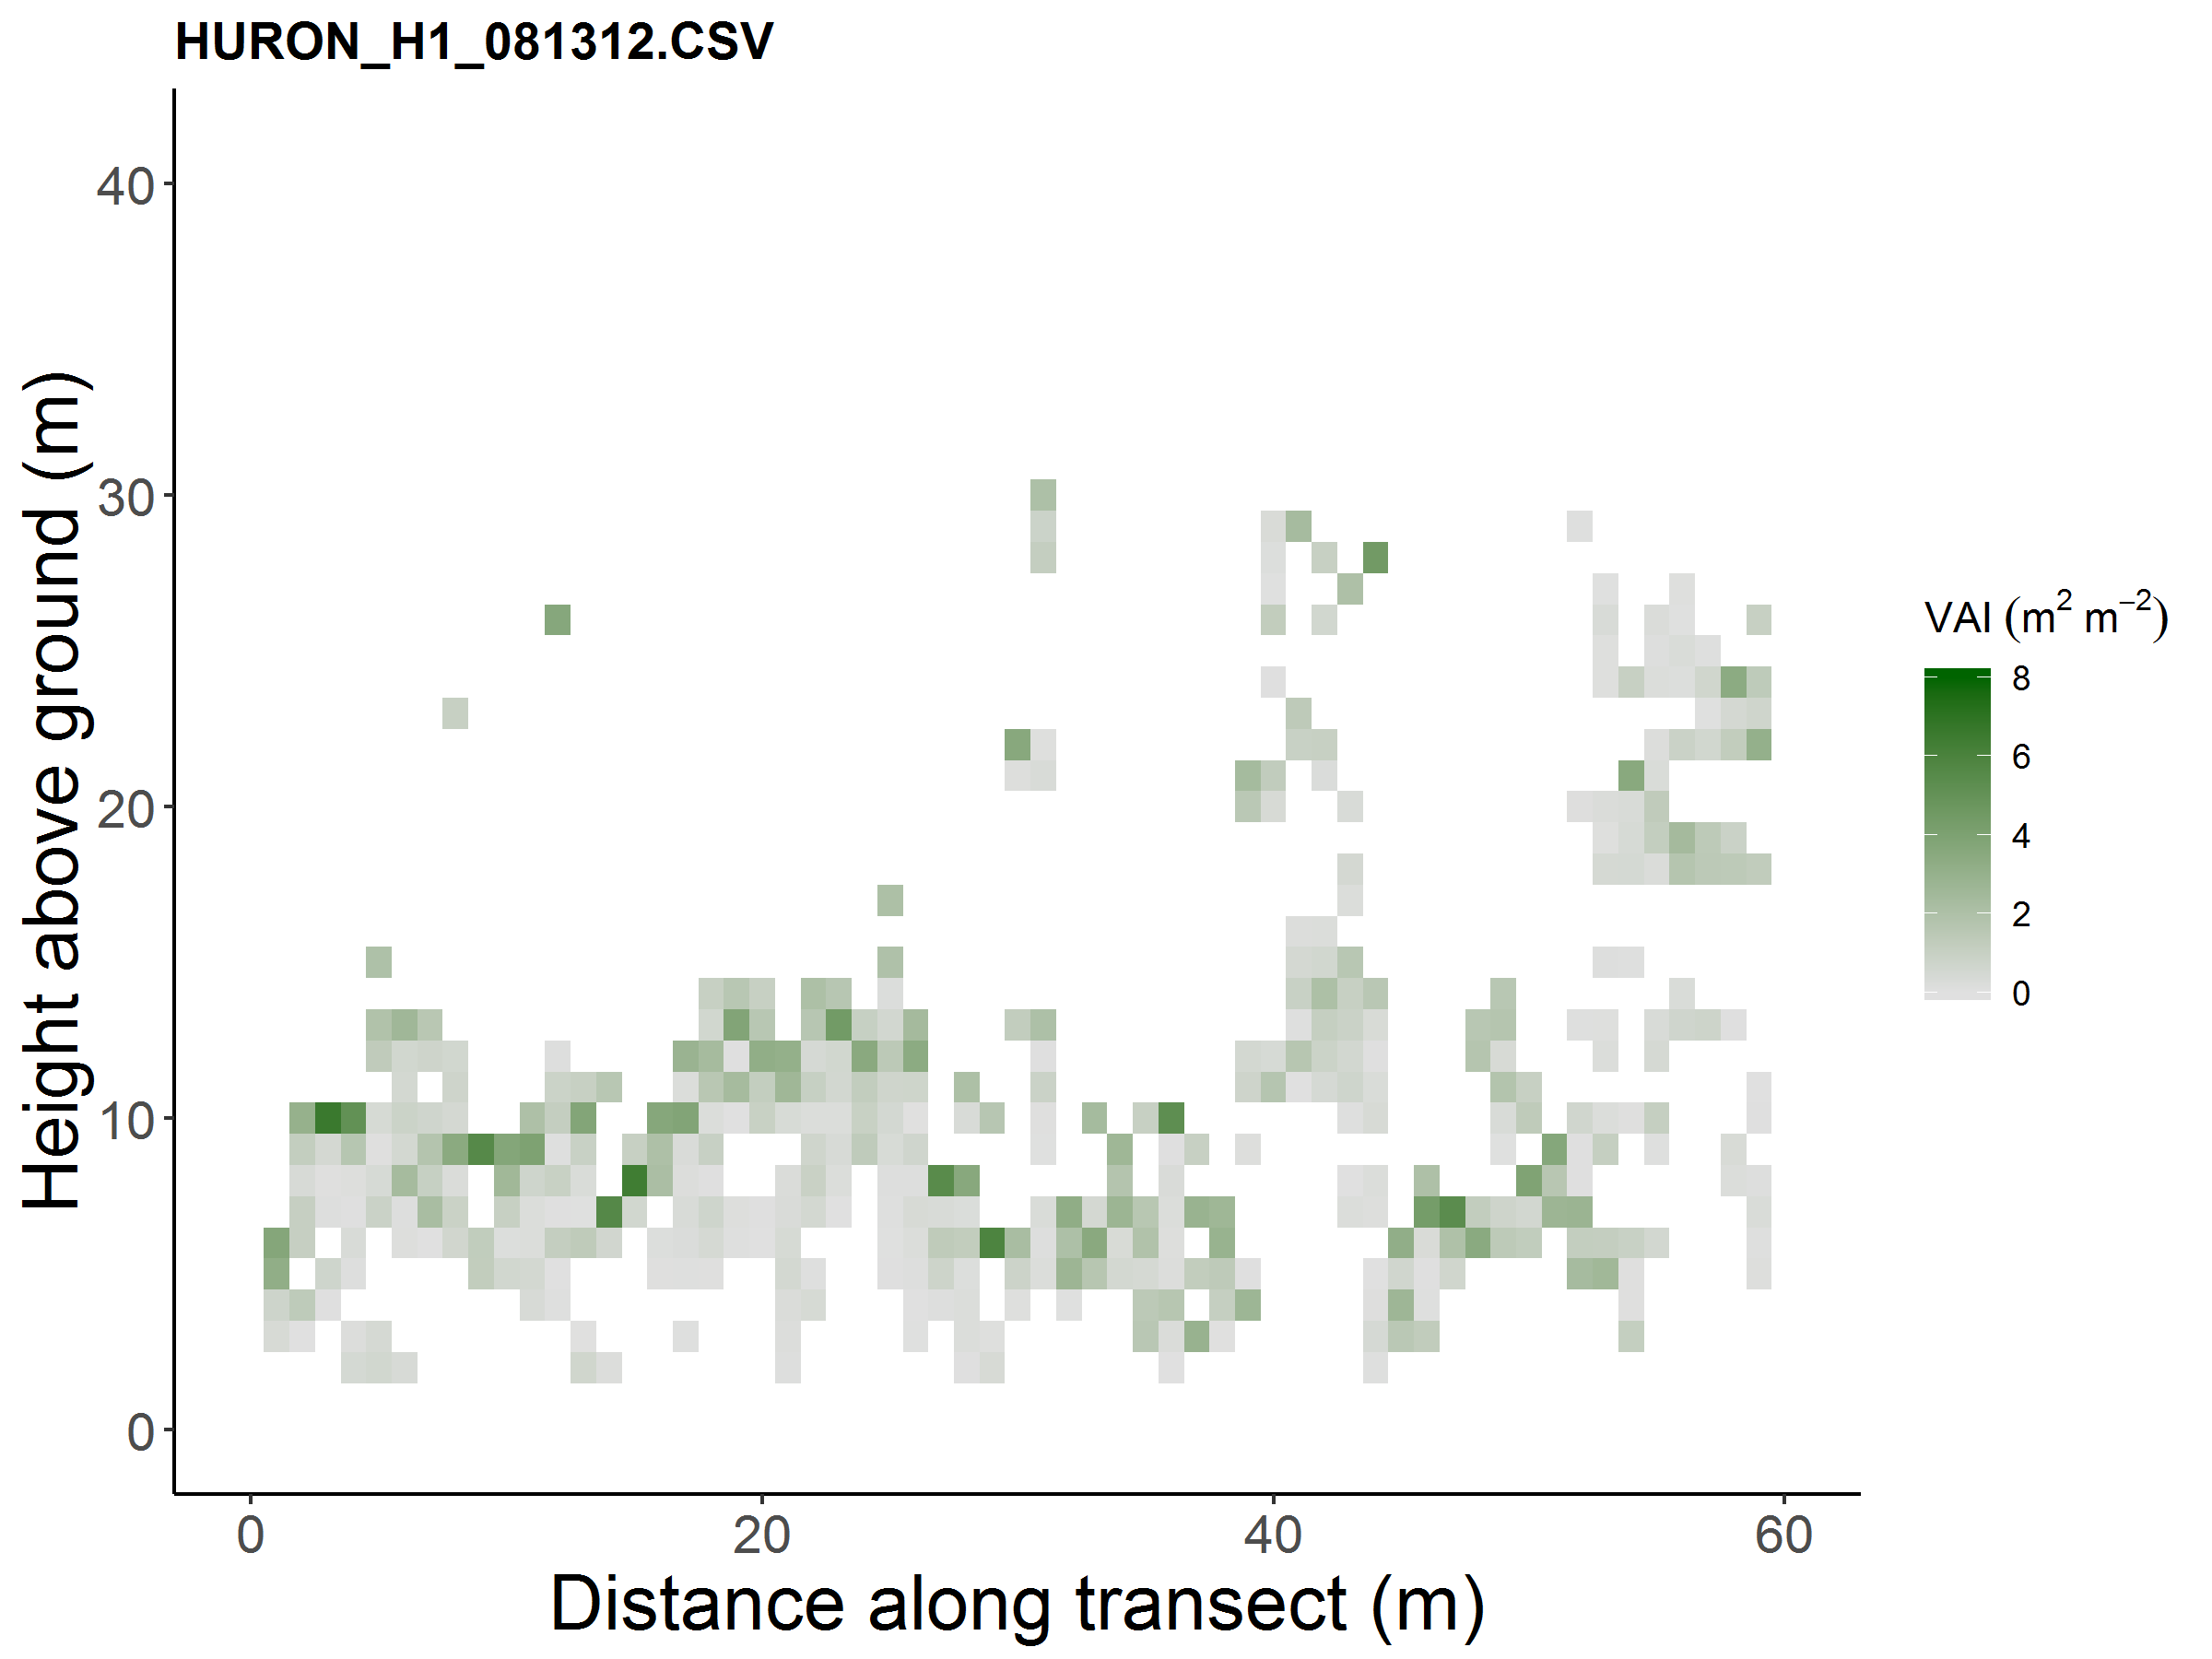 HURON_H1_081312.CSV
Height above ground (m)
40
30
20
10
0
0 20 40 60
Distance along transect (m)
VAI (m² m⁻²)
8
6
4
2
0